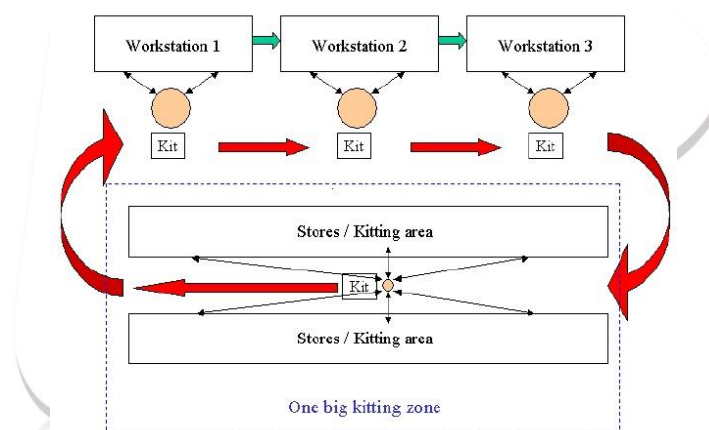 Workstation 1
Workstation 2
Workstation 3
Kit
Kit
Kit
Stores / Kitting area
Kit
Stores / Kitting area
One big kitting zone